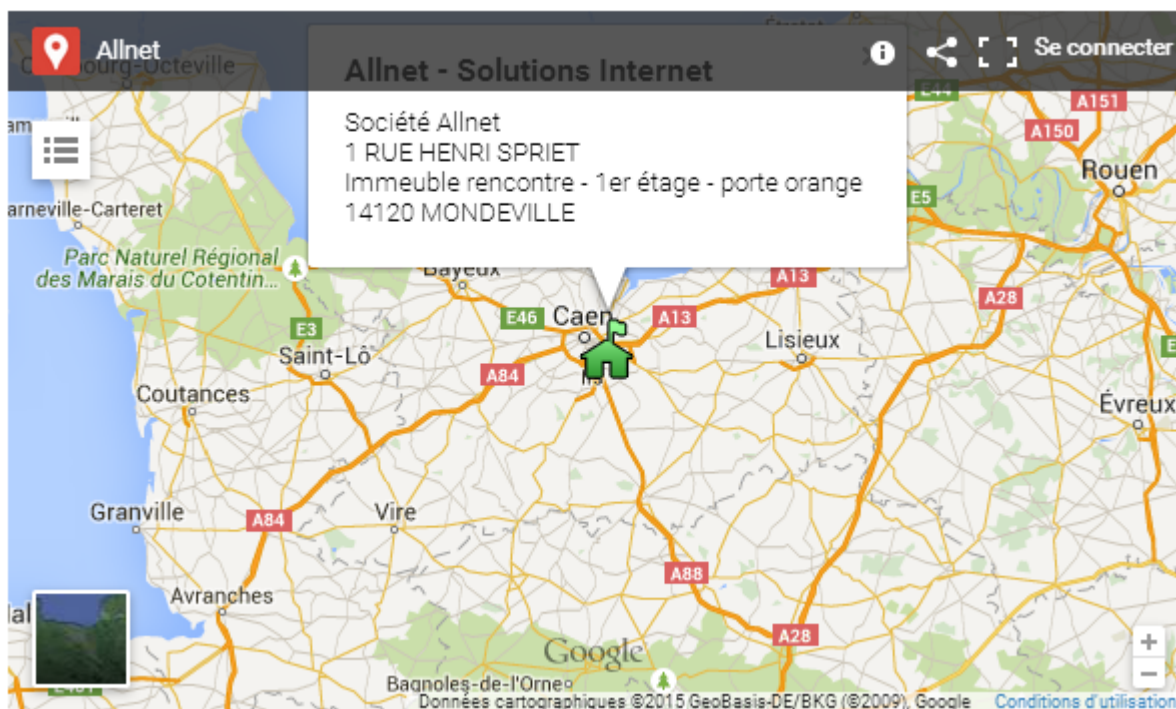 Allnet
Se connecter
Allnet - Solutions Internet
Société Allnet
1 RUE HENRI SPRIET
Immeuble rencontre - 1er étage - porte orange
14120 MONDEVILLE
E44
A151
A150
Rouen
E5
arneville-Carteret
Parc Naturel Régional
des Marais du Cotentin...
Bayeux
A13
A28
E46
Caen
A13
E3
Lisieux
Saint-Lô
A84
Coutances
Évreux
Granville
A84
Vire
A88
Avranches
A28
Google
Bagnoles-de-l'Orne
Données cartographiques ©2015 GeoBasis-DE/BKG (©2009), Google
Conditions d'utilisation